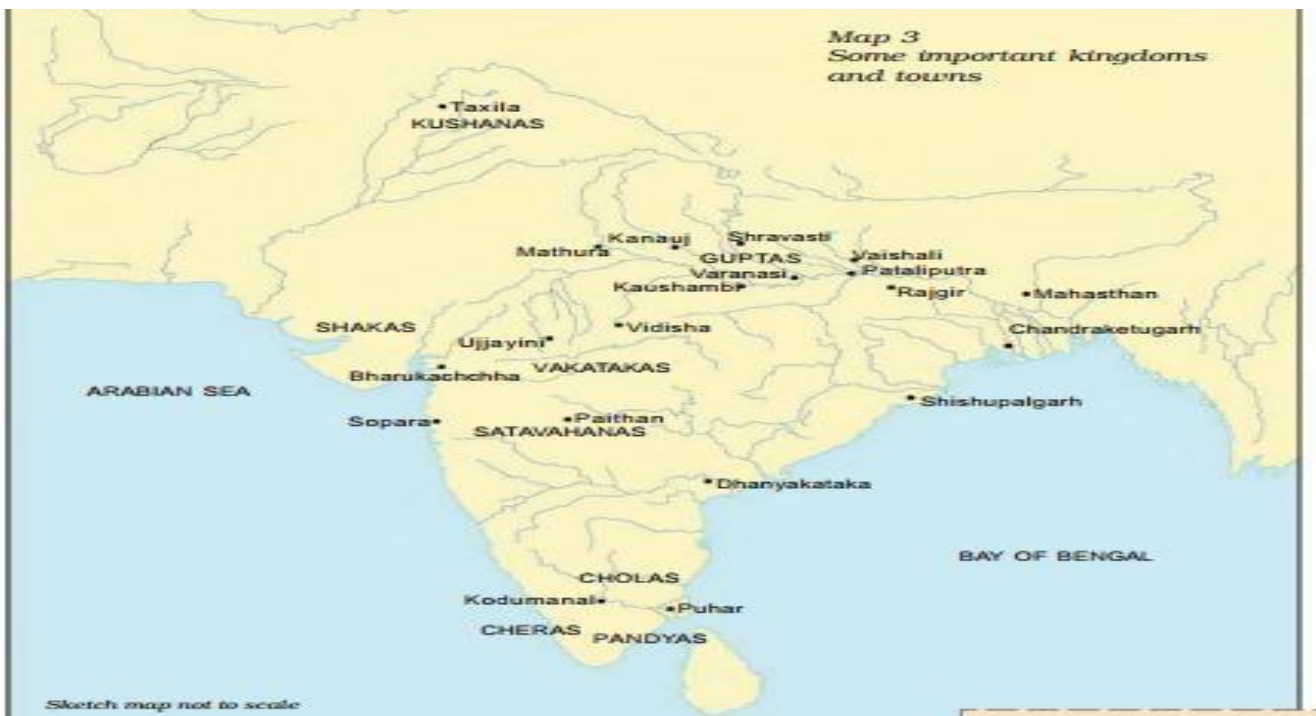 Map 3
Some important kingdoms
and towns
Taxila
KUSHANAS
Mathura
Kanauj
Shravasti
GUPTAS
Vaishali
Varanasi
Pataliputra
Kaushambi
Rajgir
Mahasthan
SHAKAS
Vidisha
Chandraketugarh
Ujjayini
Bharukachchha
VAKATAKAS
ARABIAN SEA
Shishupalgarh
Sopara
Paithan
SATAVAHANAS
Dhanyakataka
BAY OF BENGAL
CHOLAS
Kodumanal
Puhar
CHERAS
PANDYAS
Sketch map not to scale